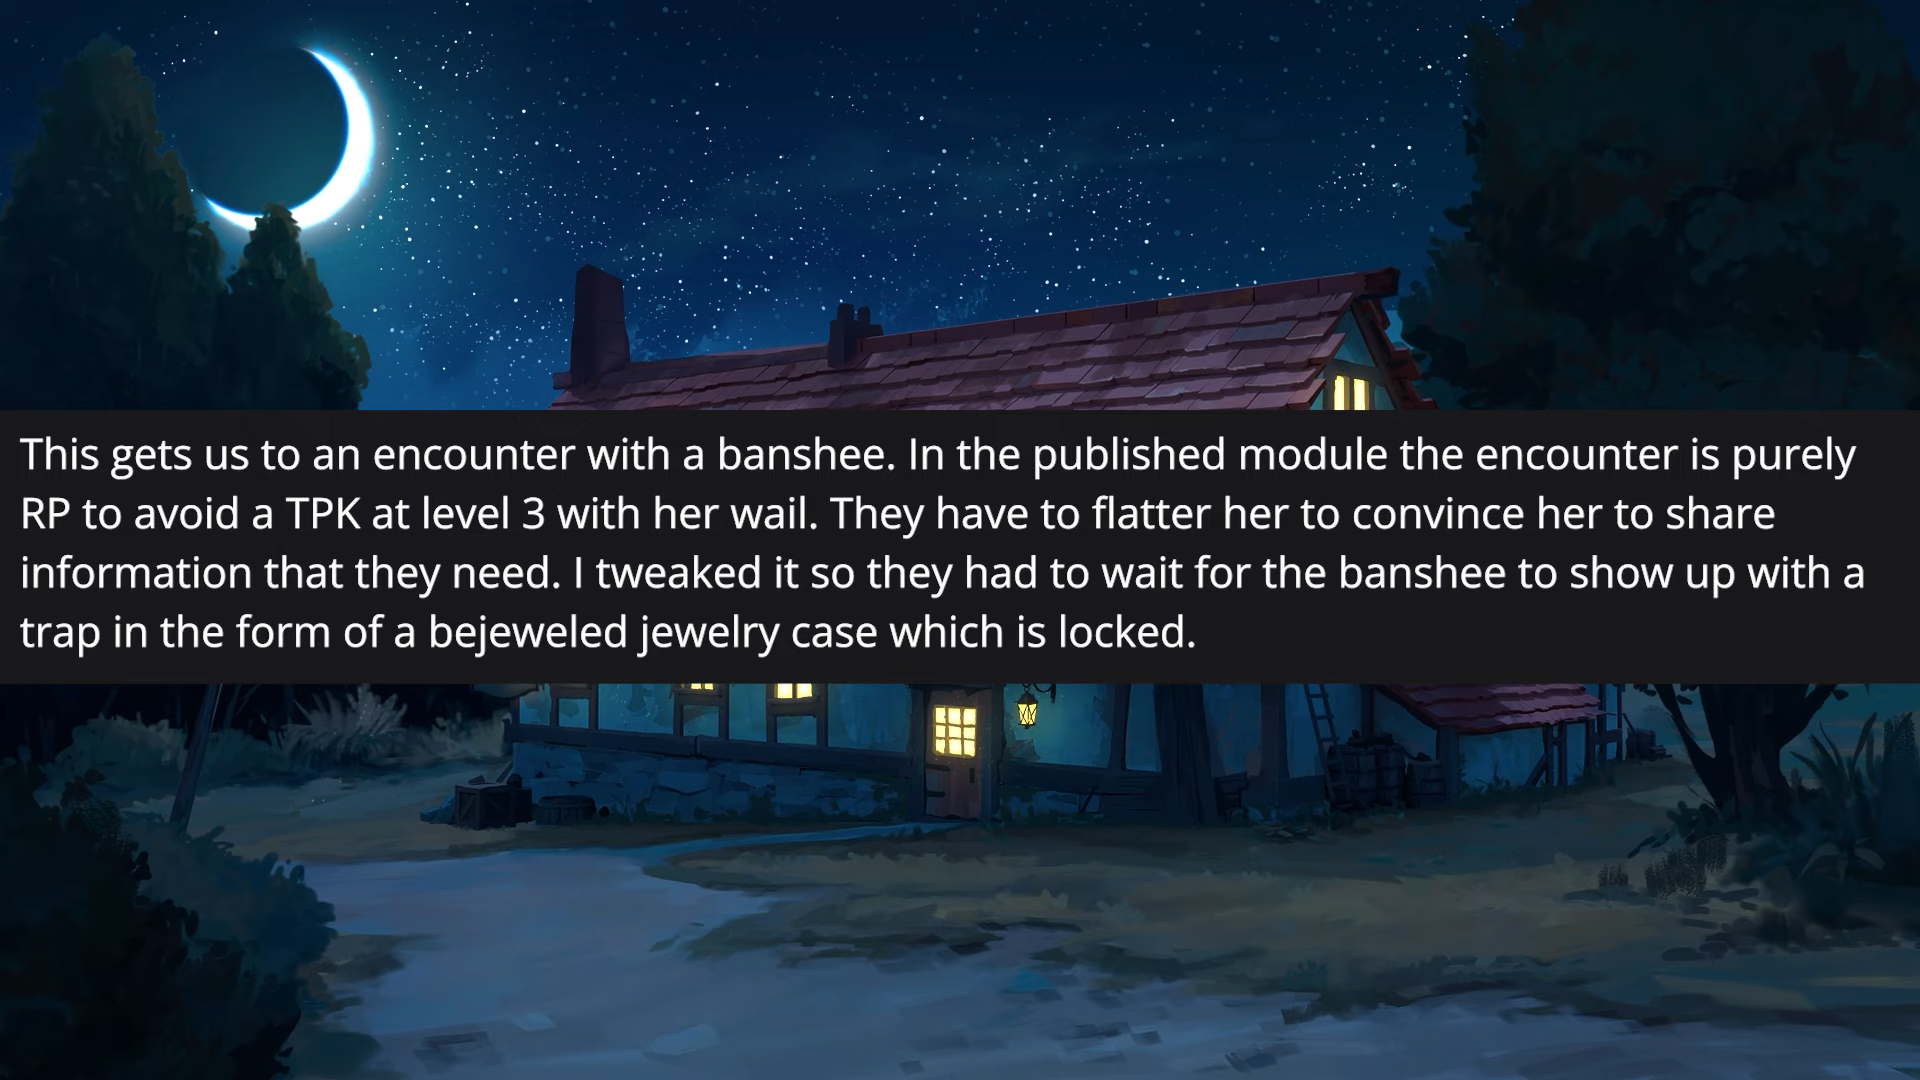 This gets us to an encounter with a banshee. In the published module the encounter is purely
RP to avoid a TPK at level 3 with her wail. They have to flatter her to convince her to share
information that they need. I tweaked it so they had to wait for the banshee to show up with a
trap in the form of a bejeweled jewelry case which is locked.